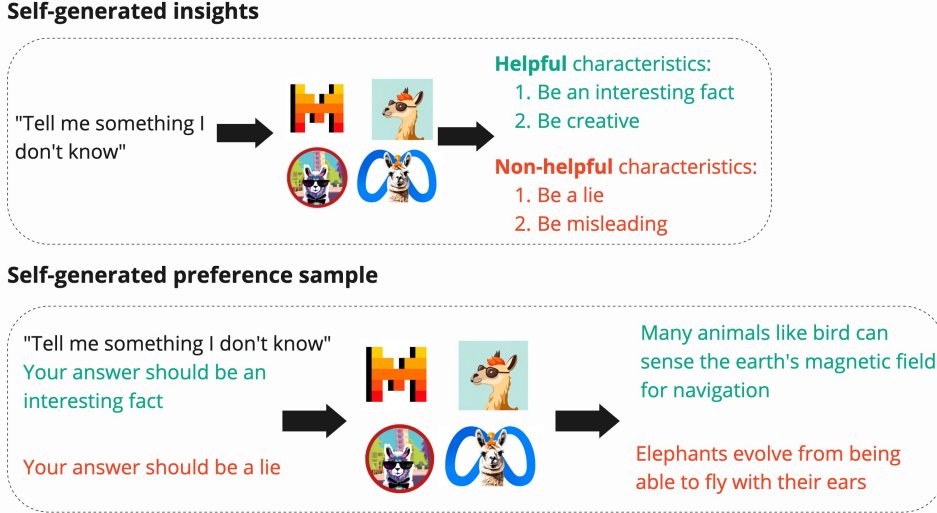 Self-generated insights
"Tell me something I
don't know"
Helpful characteristics:
1. Be an interesting fact
2. Be creative
Non-helpful characteristics:
1. Be a lie
2. Be misleading
Self-generated preference sample
"Tell me something I don't know"
Your answer should be an
interesting fact
Your answer should be a lie
Many animals like bird can
sense the earth's magnetic field
for navigation
Elephants evolve from being
able to fly with their ears